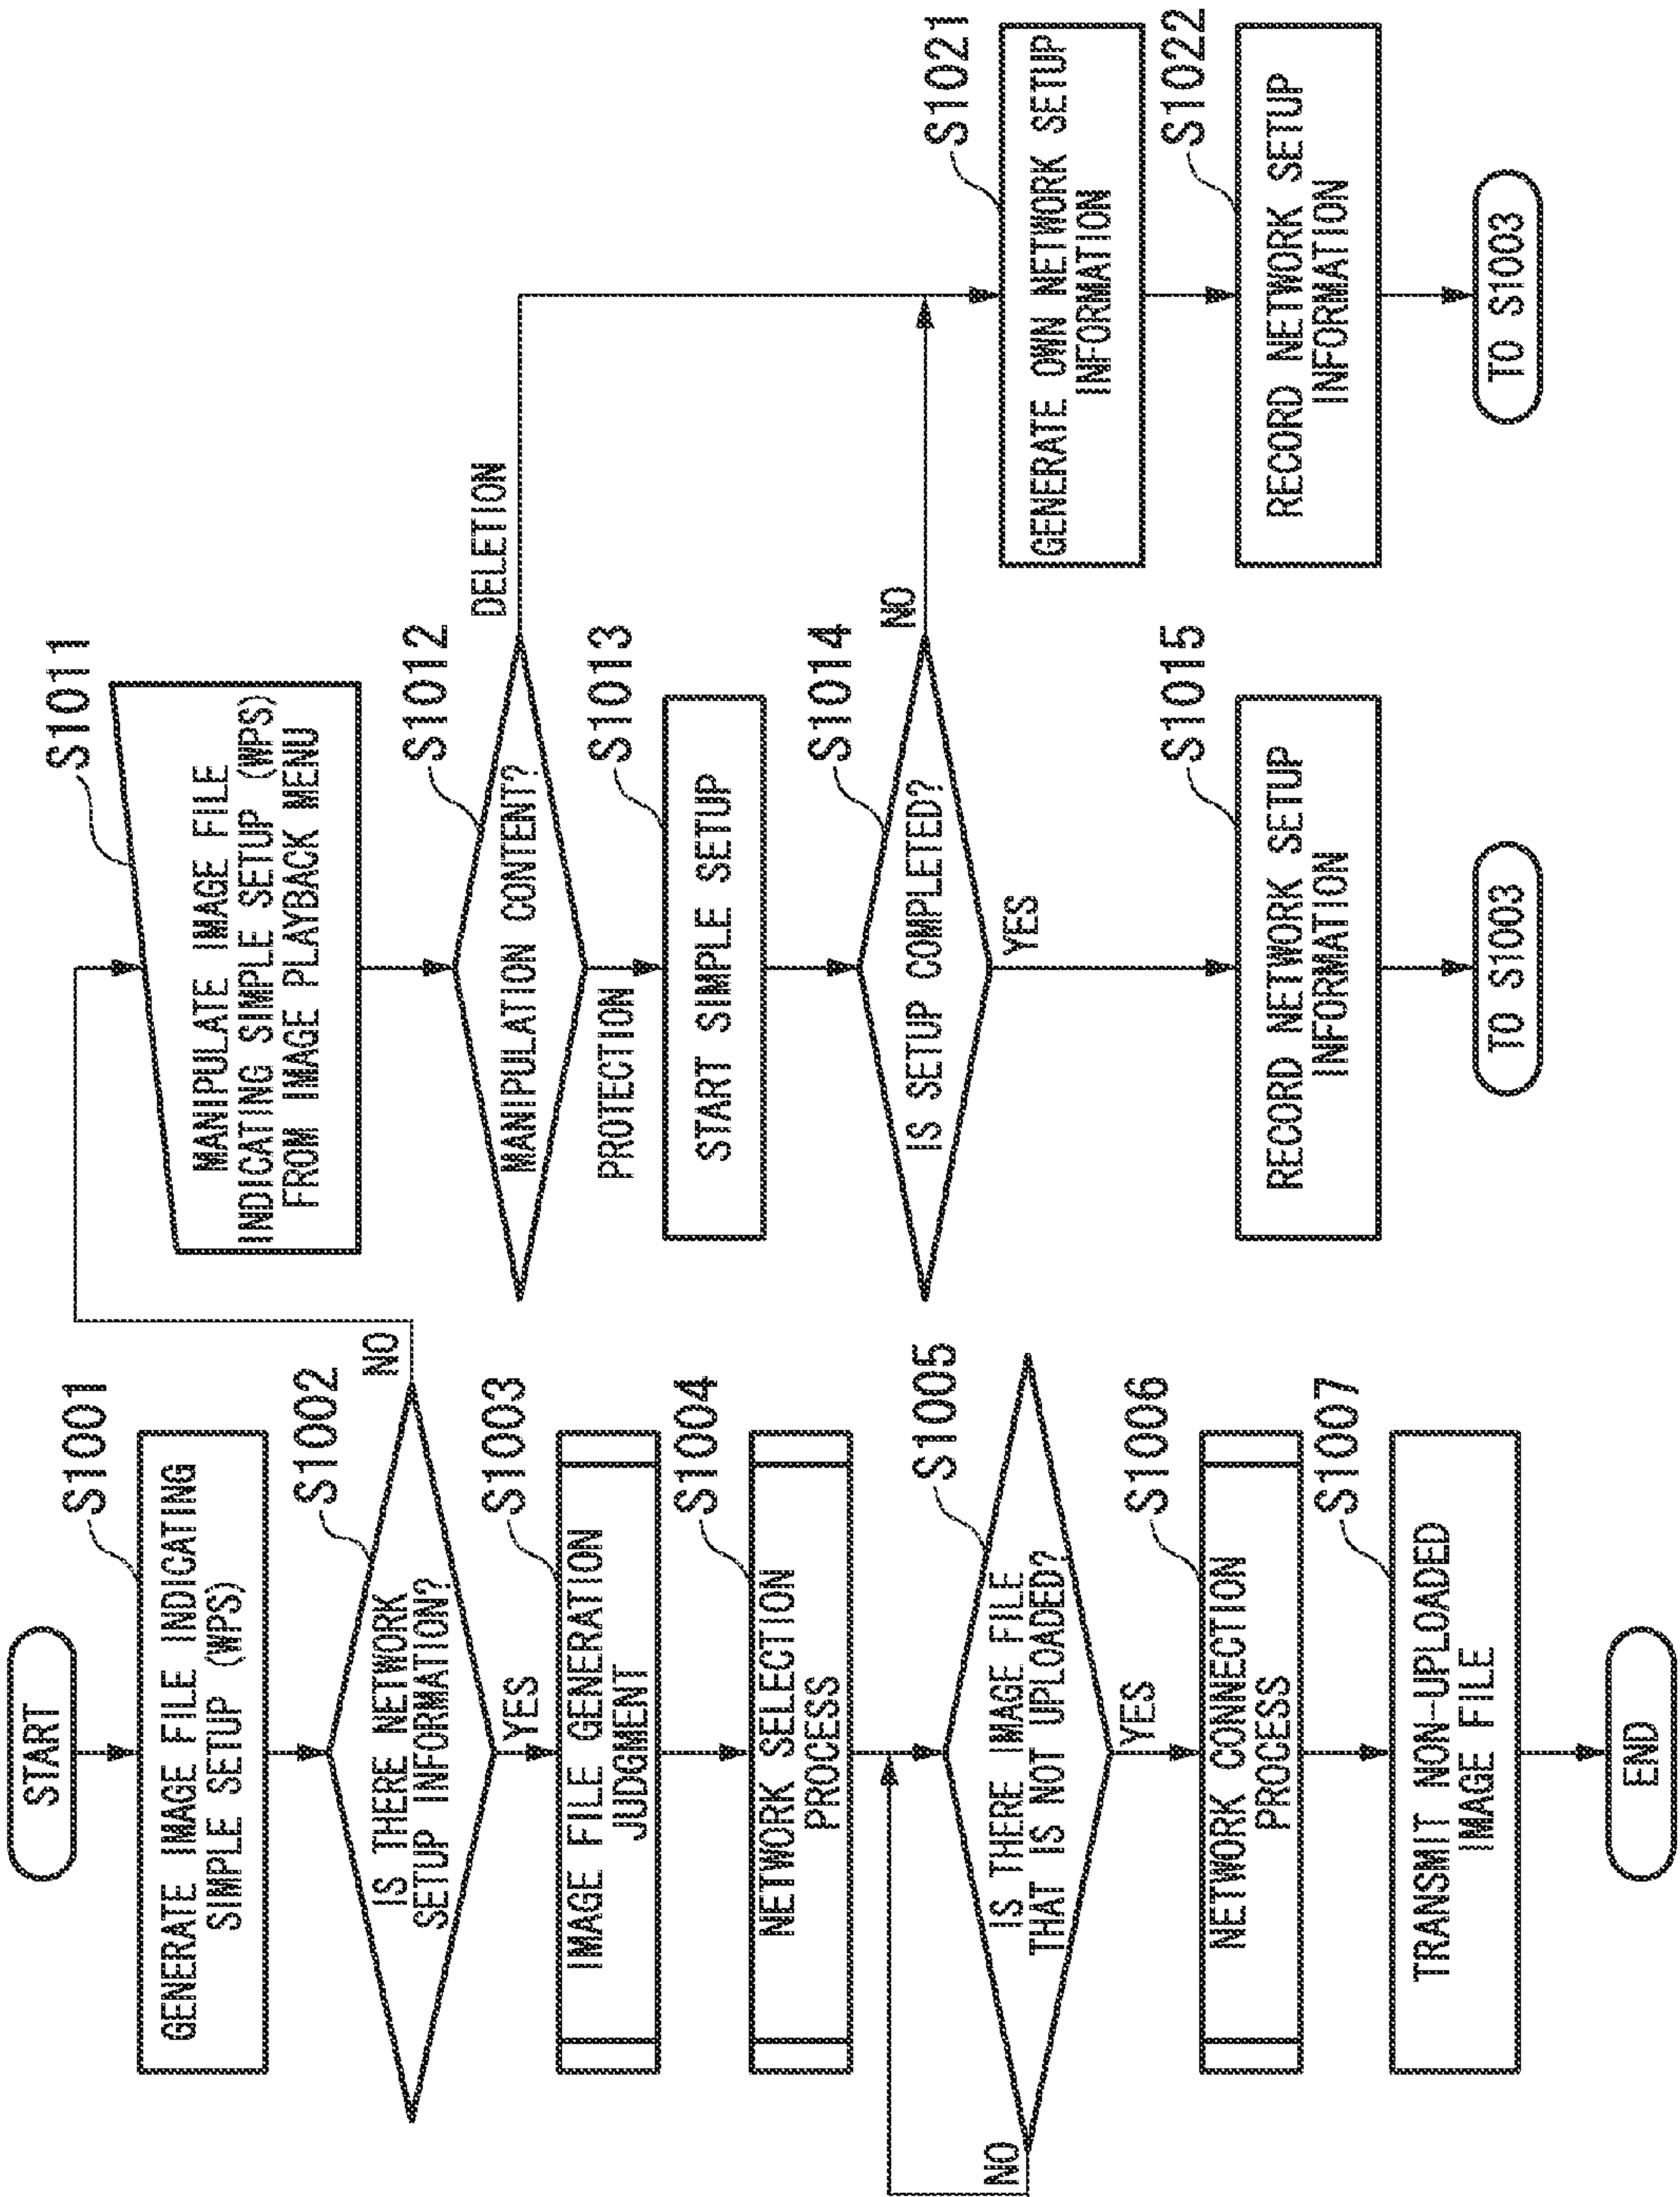 START
S1001
GENERATE IMAGE FILE INDICATING
SIMPLE SETUP (WPS)
S1002
IS THERE NETWORK
SETUP INFORMATION?
NO
YES
S1003
IMAGE FILE GENERATION
JUDGMENT
S1004
NETWORK SELECTION
PROCESS
S1005
IS THERE IMAGE FILE
THAT IS NOT UPLOADED?
NO
YES
S1006
NETWORK CONNECTION
PROCESS
S1007
TRANSMIT NON-UPLOADED
IMAGE FILE
END
S1011
MANIPULATE IMAGE FILE
INDICATING SIMPLE SETUP (WPS)
FROM IMAGE PLAYBACK MENU
S1012
MANIPULATION CONTENT?
DELETION
PROTECTION
S1013
START SIMPLE SETUP
S1014
IS SETUP COMPLETED?
NO
YES
S1015
RECORD NETWORK SETUP
INFORMATION
TO S1003
S1021
GENERATE OWN NETWORK SETUP
INFORMATION
S1022
RECORD NETWORK SETUP
INFORMATION
TO S1003